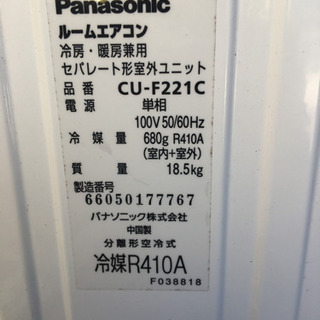 Panasonic
ルームエアコン
冷房・暖房兼用
セパレート形室外ユニット
品番 CU-F221C
電源 単相
100V 50/60Hz
冷媒量 680g R410A
(室内+室外)
質量 18.5kg
製造番号
66050177767
パナソニック株式会社
中国製
分離形空冷式
冷媒R410A
F038818